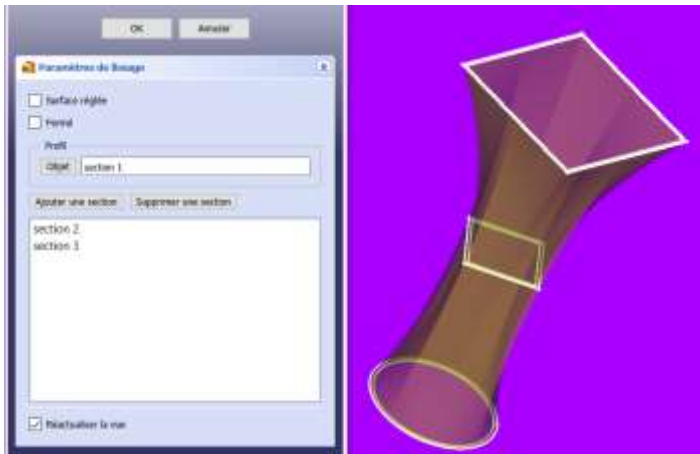 OK Annuler
Paramètres de lissage
Surface réglée
Fermé
Profil
Objet section 1
Ajouter une section Supprimer une section
section 2
section 3
Réactualiser la vue